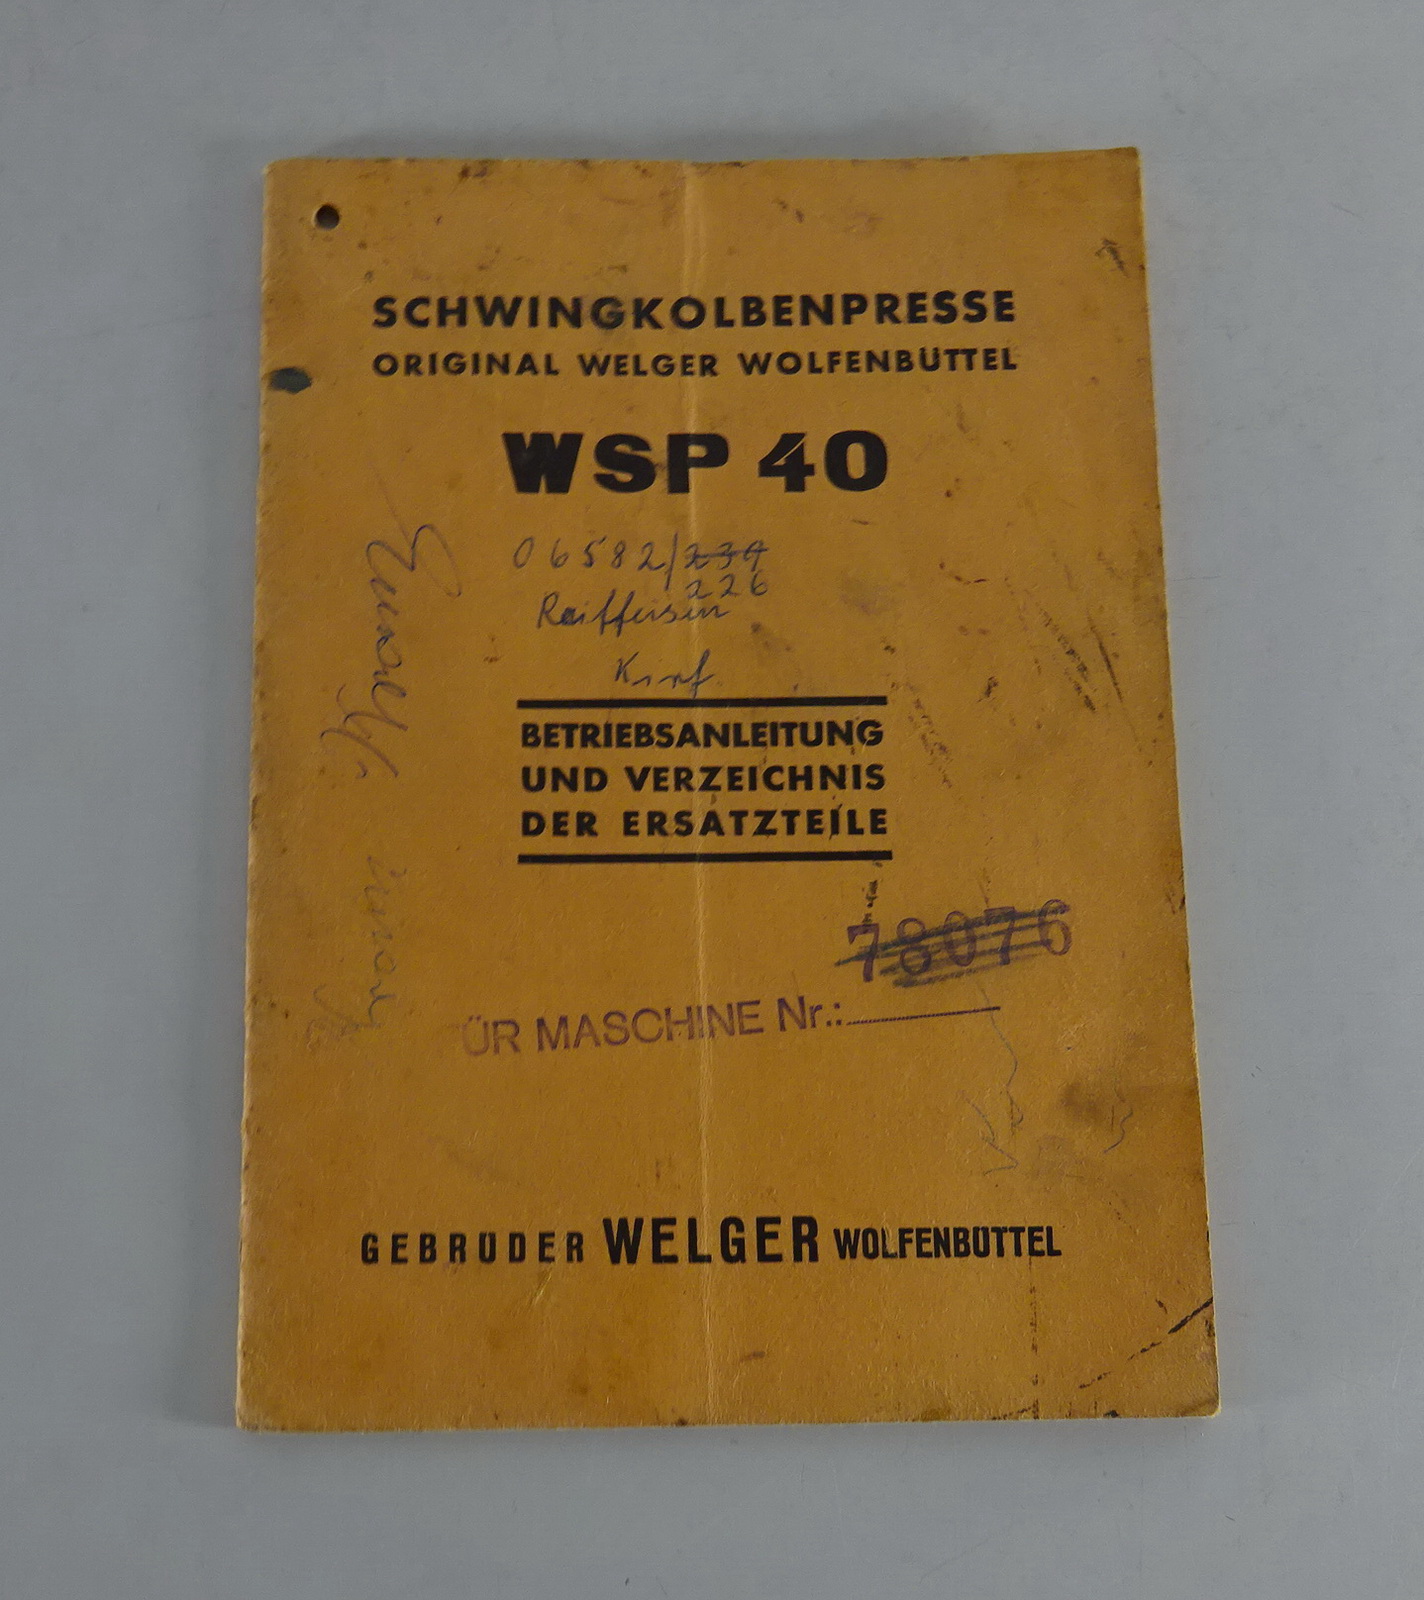 SCHWINGKOLBENPRESSE
ORIGINAL WELGER WOLFENBÜTTEL
WSP 40
06582/239
226
Raiffeisen
BETRIEBSANLEITUNG
UND VERZEICHNIS
DER ERSATZTEILE
78076
ÜR MASCHINE Nr.:
GEBRÜDER WELGER WOLFENBÜTTEL